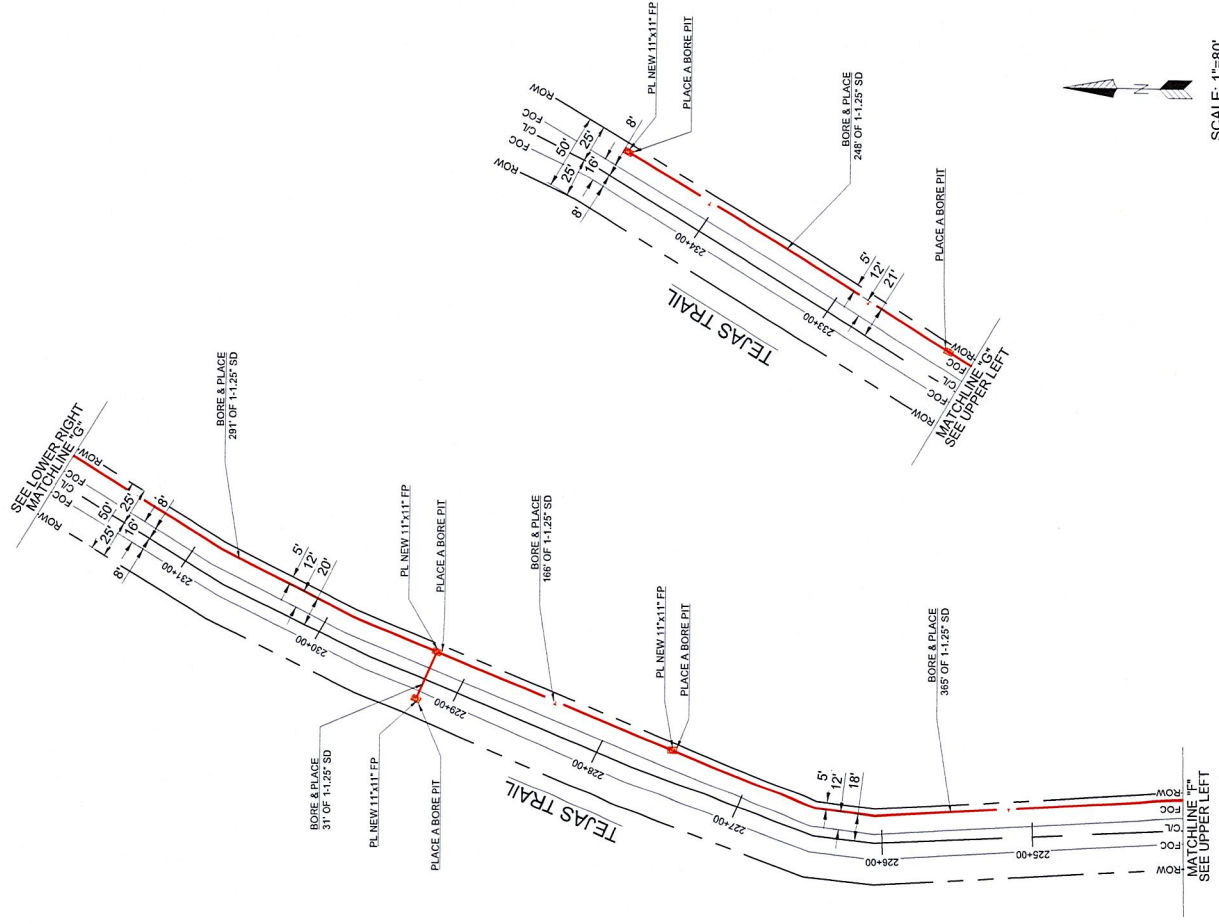 SEE LOWER RIGHT
MATCHLINE "G"
ROW
FOC
C/L
FOC
ROW
25'
50'
25'
16'
8'
8'
231+00
BORE & PLACE
291' OF 1-1.25" SD
5'
12'
20'
230+00
PL NEW 11"x11" FP
PLACE A BORE PIT
229+00
BORE & PLACE
31' OF 1-1.25" SD
PL NEW 11"x11" FP
PLACE A BORE PIT
BORE & PLACE
166' OF 1-1.25" SD
228+00
TEJAS TRAIL
PL NEW 11"x11" FP
PLACE A BORE PIT
227+00
5'
12'
18'
226+00
BORE & PLACE
365' OF 1-1.25" SD
225+00
ROW
FOC
C/L
FOC
ROW
MATCHLINE "F"
SEE UPPER LEFT
ROW
FOC
C/L
FOC
ROW
25'
50'
25'
16'
8'
8'
PL NEW 11"x11" FP
PLACE A BORE PIT
234+00
BORE & PLACE
248' OF 1-1.25" SD
TEJAS TRAIL
5'
12'
21'
233+00
PLACE A BORE PIT
ROW
FOC
C/L
FOC
ROW
MATCHLINE "G"
SEE UPPER LEFT
N
SCALE: 1"=80'